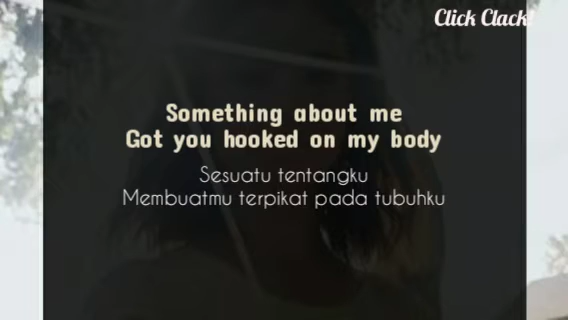 Click Clack!
Something about me
Got you hooked on my body
Sesuatu tentangku
Membuatmu terpikat pada tubuhku